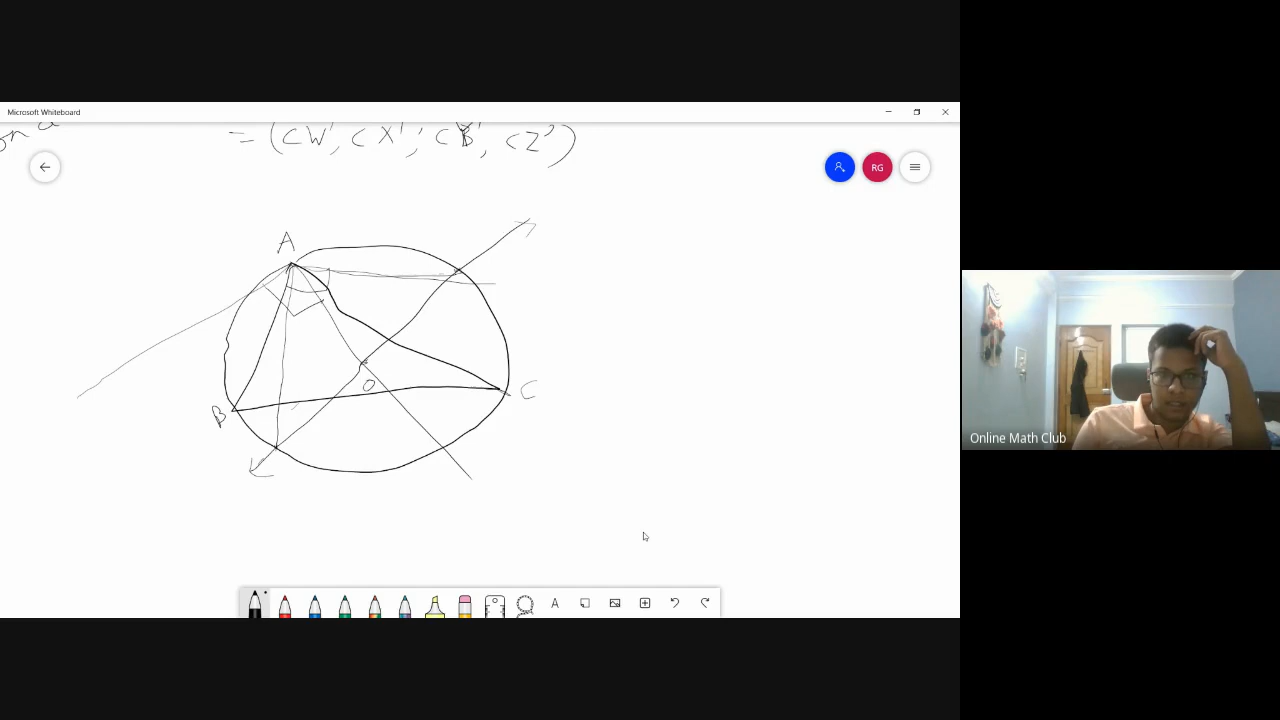 Microsoft Whiteboard
= (CW', CX'; CY', CZ')
RG
A
O
B
C
Online Math Club
A